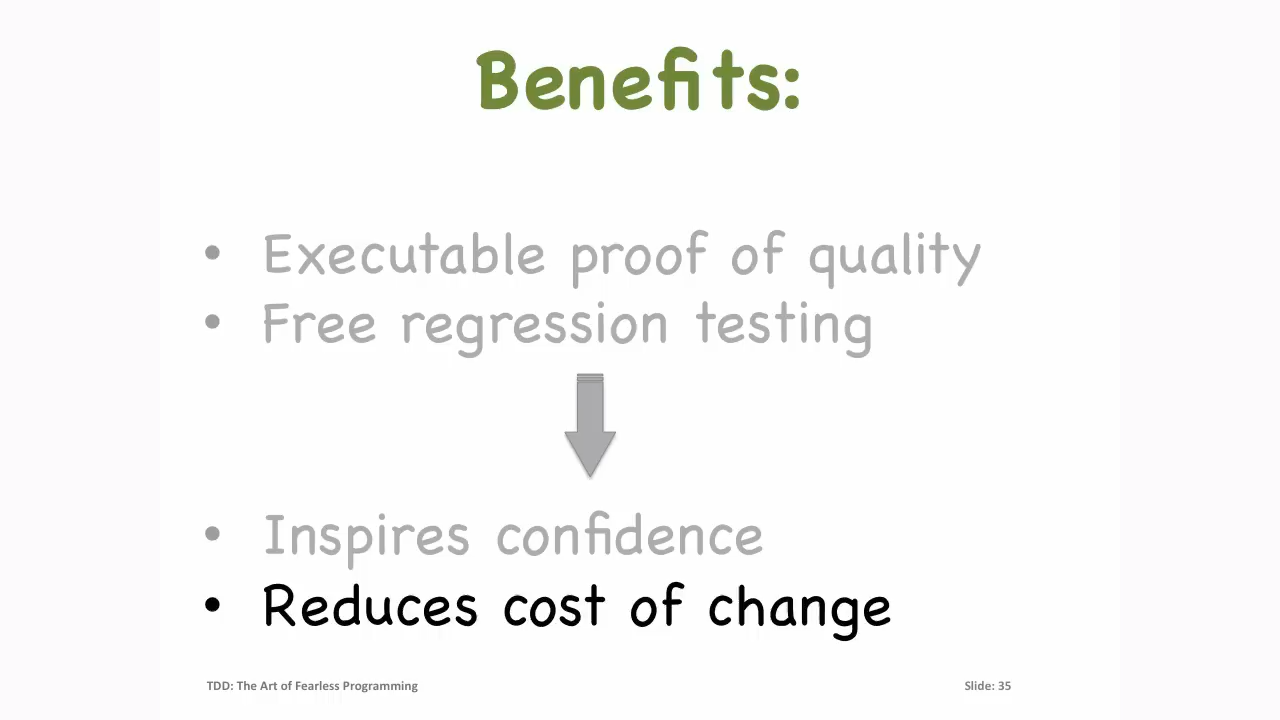 Benefits:
• Executable proof of quality
• Free regression testing
• Inspires confidence
• Reduces cost of change
TDD: The Art of Fearless Programming
Slide: 35